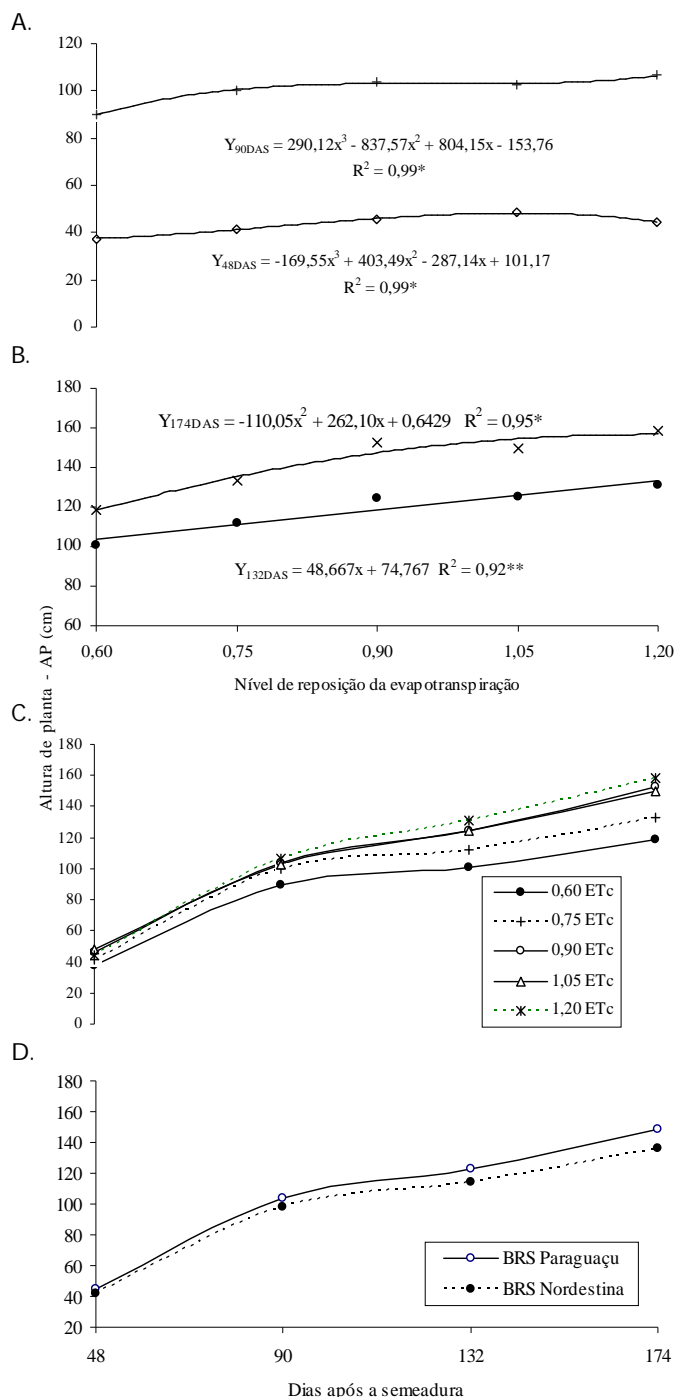 A.
120
100
80
60
40
20
0
Y90DAS = 290,12x³ - 837,57x² + 804,15x - 153,76
R² = 0,99*
Y48DAS = -169,55x³ + 403,49x² - 287,14x + 101,17
R² = 0,99*
B.
180
160
140
120
100
80
60
Y174DAS = -110,05x² + 262,10x + 0,6429 R² = 0,95*
Y132DAS = 48,667x + 74,767 R² = 0,92**
0,60 0,75 0,90 1,05 1,20
Nível de reposição da evapotranspiração
Altura de planta - AP (cm)
C.
180
160
140
120
100
80
60
40
20
0
0,60 ETc
0,75 ETc
0,90 ETc
1,05 ETc
1,20 ETc
D.
180
160
140
120
100
80
60
40
20
BRS Paraguaçu
BRS Nordestina
48 90 132 174
Dias após a semeadura